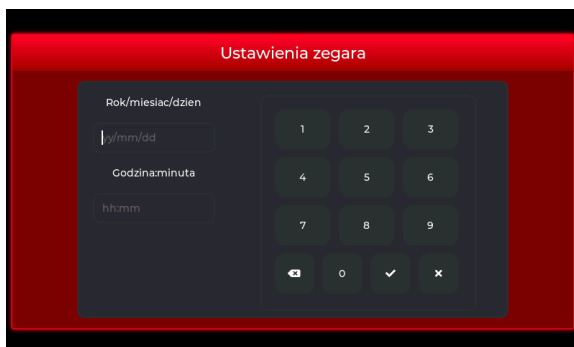 Ustawienia zegara
Rok/miesiac/dzien
yy/mm/dd
Godzina:minuta
hh:mm
1 2 3
4 5 6
7 8 9
0